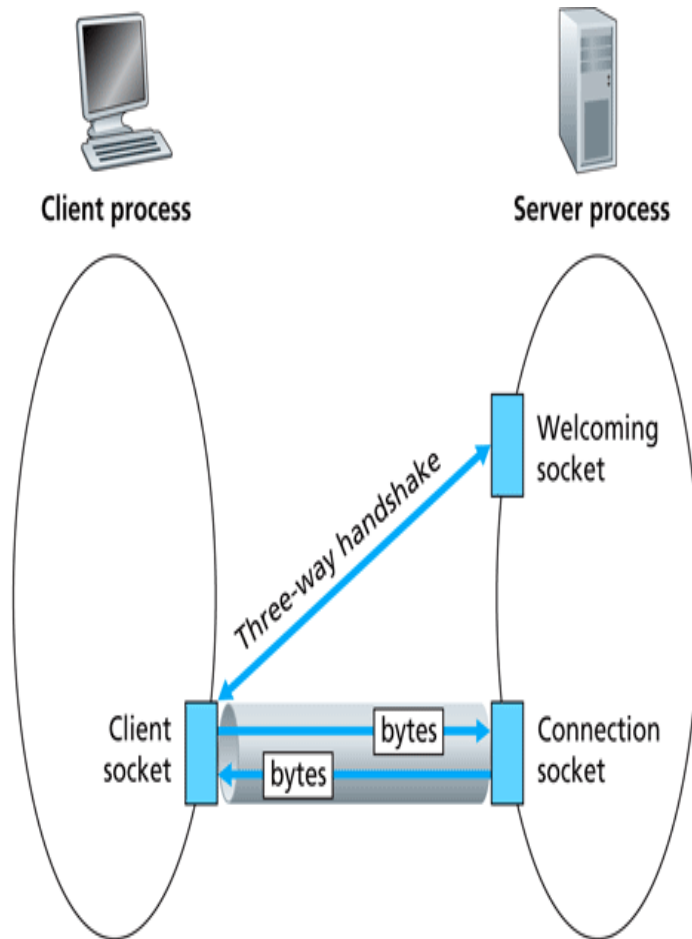 Client process
Server process
Welcoming
socket
Three-way handshake
Client
socket
bytes
bytes
Connection
socket